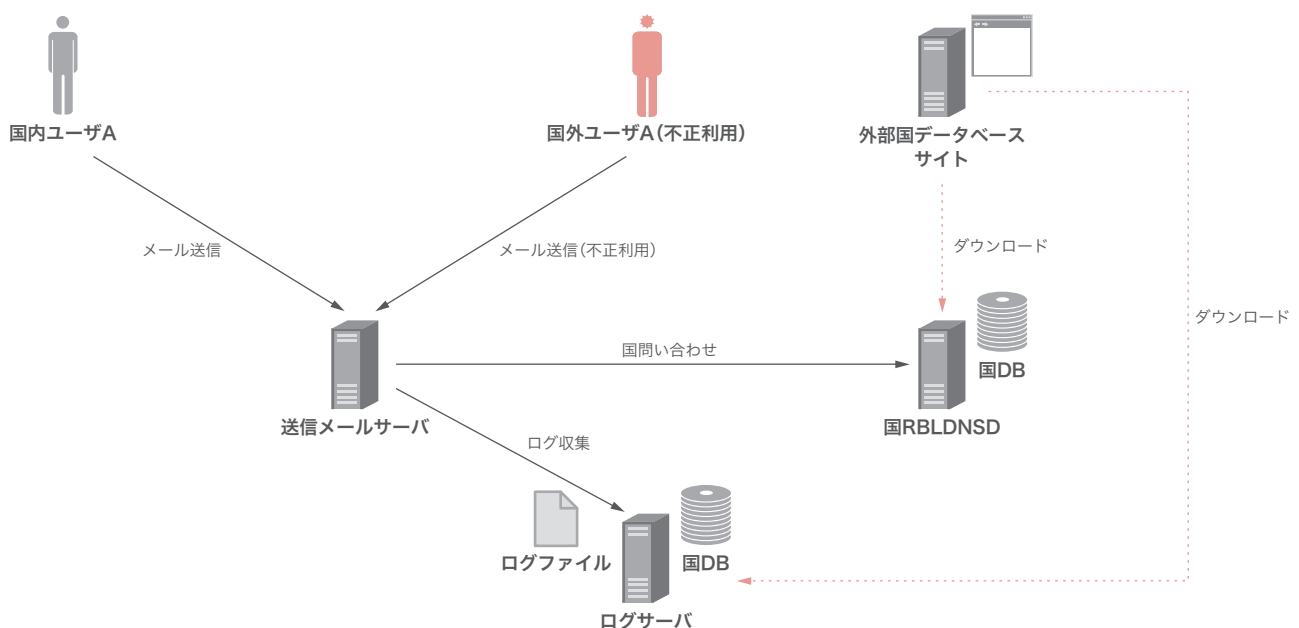 国内ユーザA
国外ユーザA(不正利用)
外部国データベース
サイト
メール送信
メール送信(不正利用)
ダウンロード
ダウンロード
国問い合わせ
国DB
送信メールサーバ
国RBLDNSD
ログ収集
ログファイル
国DB
ログサーバ